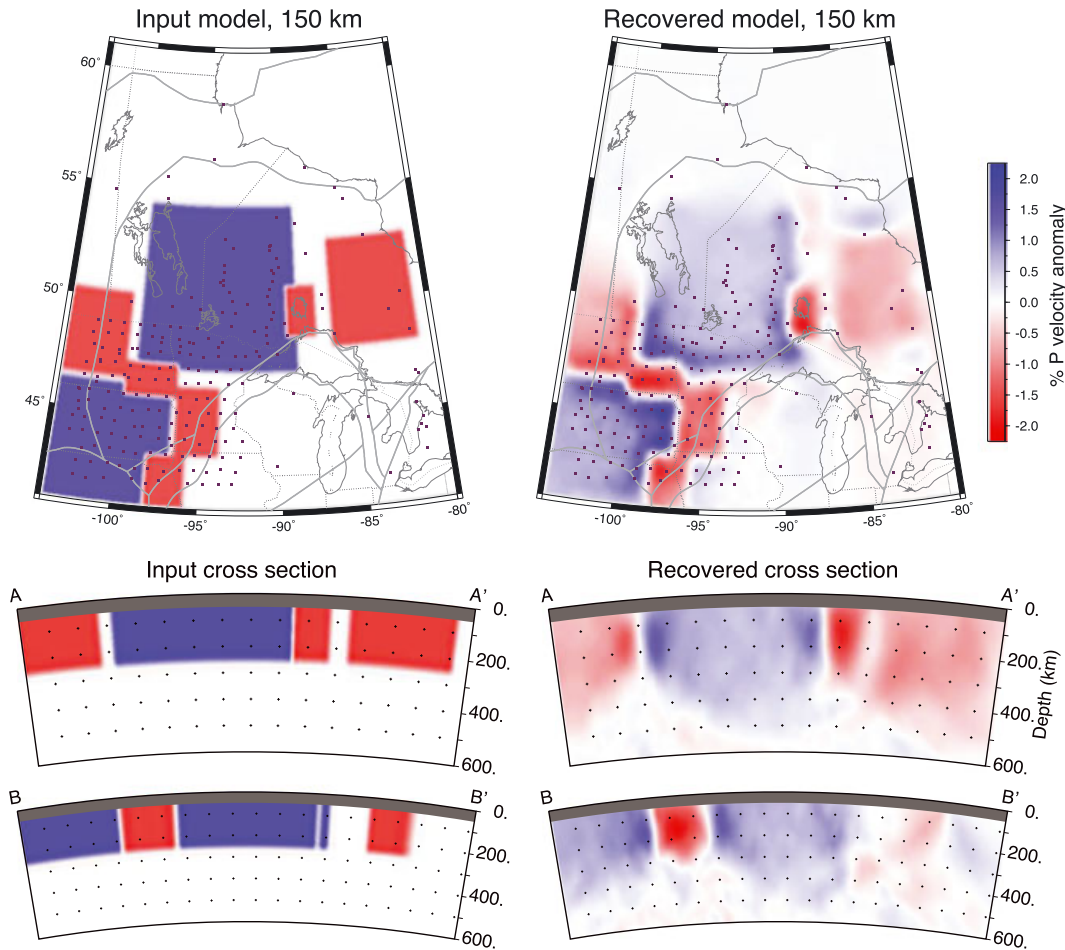 Input model, 150 km
Recovered model, 150 km
60°
55°
50°
45°
-100° -95° -90° -85° -80°
-100° -95° -90° -85° -80°
2.0
1.5
1.0
0.5
0.0
-0.5
-1.0
-1.5
-2.0
% P velocity anomaly
Input cross section
Recovered cross section
A A'
0.
200.
400.
600.
A A'
0.
200.
400.
600.
Depth (km)
B B'
0.
200.
400.
600.
B B'
0.
200.
400.
600.